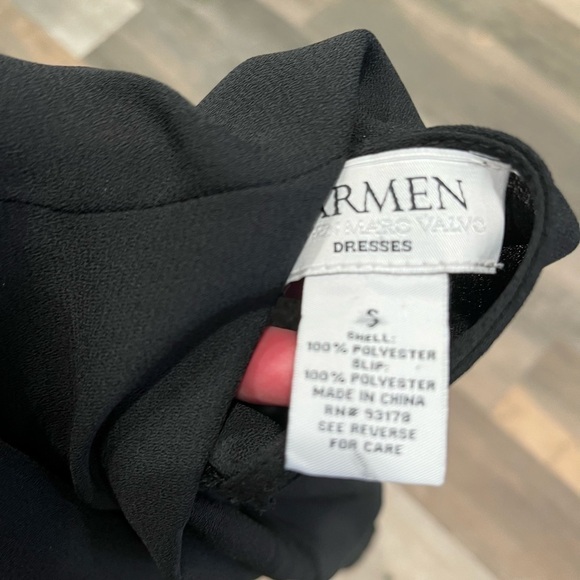 ARMEN
MARC VALVO
DRESSES
S
SHELL:
100% POLYESTER
SLIP:
100% POLYESTER
MADE IN CHINA
RN# 93178
SEE REVERSE
FOR CARE